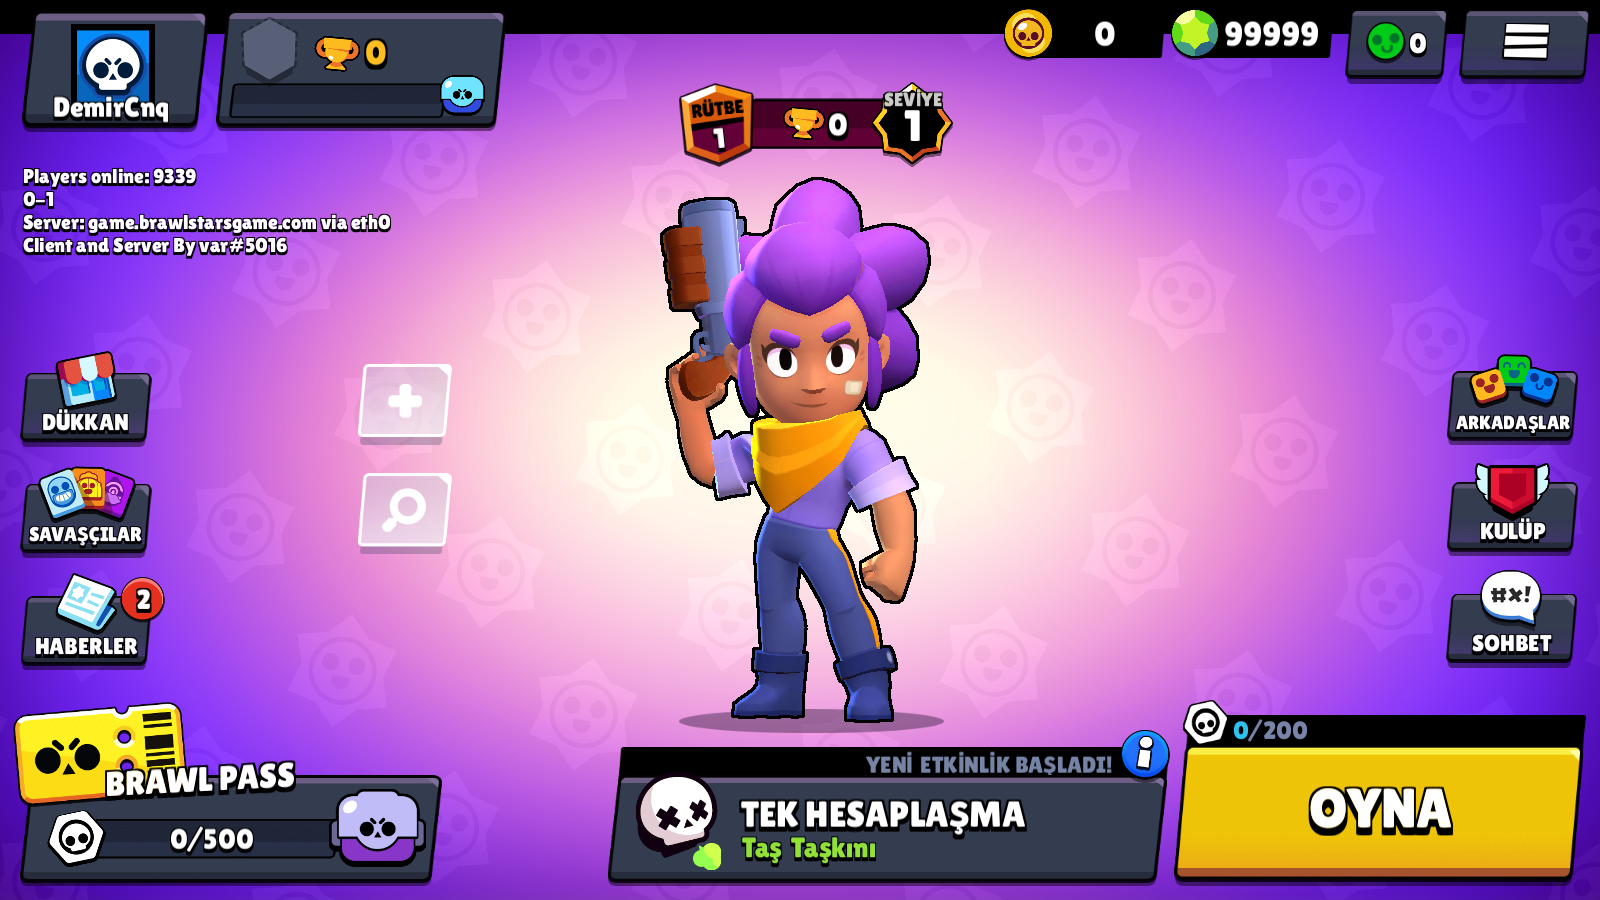 DemirCnq
0
0
99999
0
RÜTBE
1
0
SEVİYE
1
Players online: 9339
0-1
Server: game.brawlstarsgame.com via eth0
Client and Server By var#5016
DÜKKAN
SAVAŞÇILAR
2
HABERLER
ARKADAŞLAR
KULÜP
#x!
SOHBET
BRAWL PASS
0/500
YENİ ETKİNLİK BAŞLADI!
i
TEK HESAPLAŞMA
Taş Taşkını
0/200
OYNA